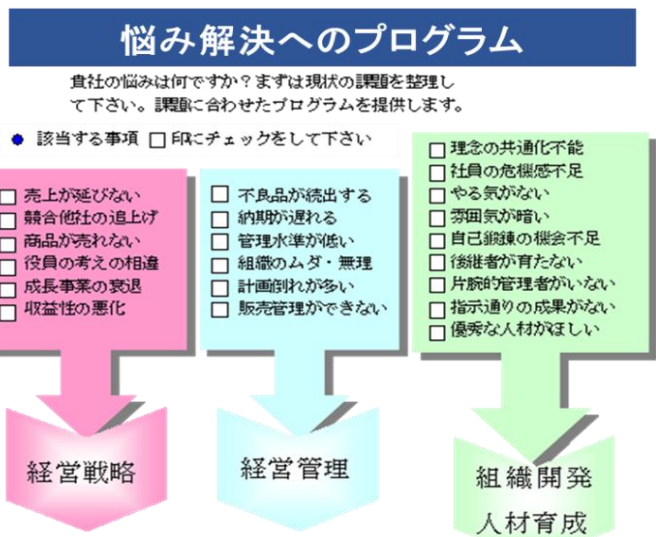 悩み解決へのプログラム
貴社の悩みは何ですか？まずは現状の課題を整理し
て下さい。課題に合わせたプログラムを提供します。
● 該当する事項 □ 印にチェックをして下さい
□ 売上が延びない
□ 競合他社の追上げ
□ 商品が売れない
□ 役員の考えの相違
□ 成長事業の衰退
□ 収益性の悪化
経営戦略
□ 不良品が続出する
□ 納期が遅れる
□ 管理水準が低い
□ 組織のムダ・無理
□ 計画倒れが多い
□ 販売管理ができない
経営管理
□ 理念の共通化不能
□ 社員の危機感不足
□ やる気がない
□ 雰囲気が暗い
□ 自己鍛錬の機会不足
□ 後継者が育たない
□ 片腕的管理者がいない
□ 指示通りの成果がない
□ 優秀な人材がほしい
組織開発
人材育成